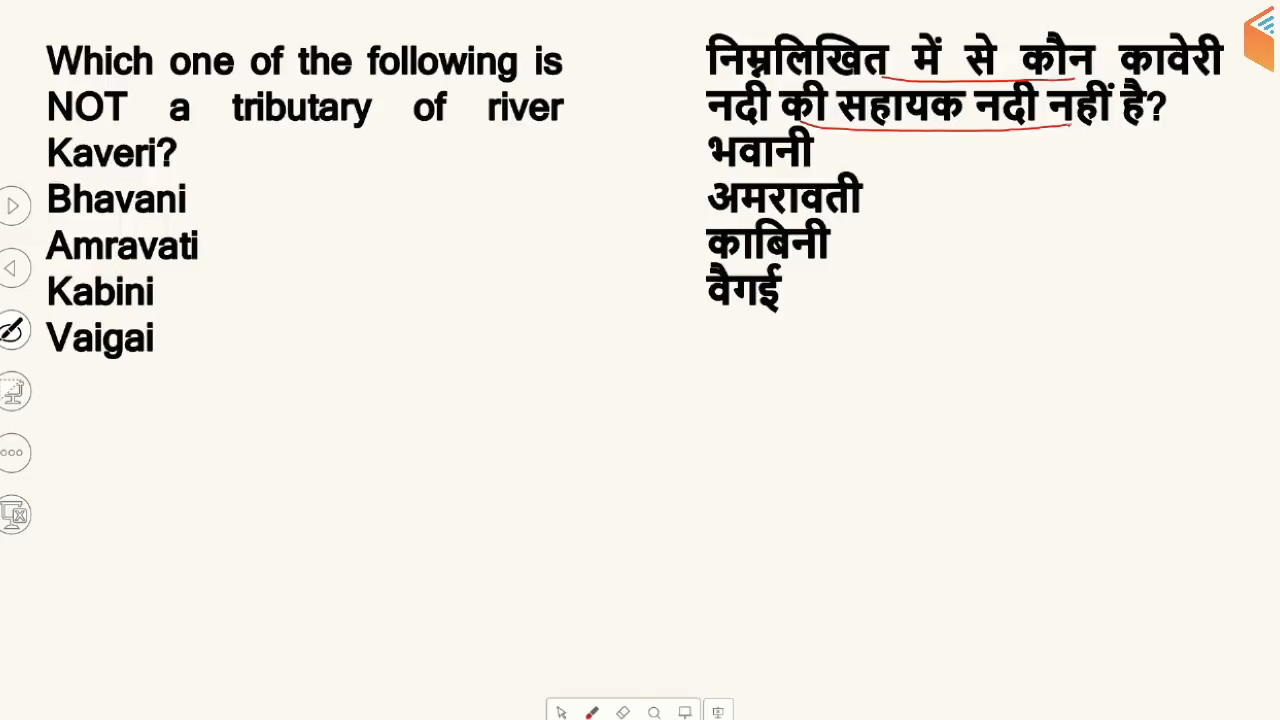 Which one of the following is
NOT a tributary of river
Kaveri?
Bhavani
Amravati
Kabini
Vaigai
निम्नलिखित में से कौन कावेरी
नदी की सहायक नदी नहीं है?
भवानी
अमरावती
काबिनी
वैगई